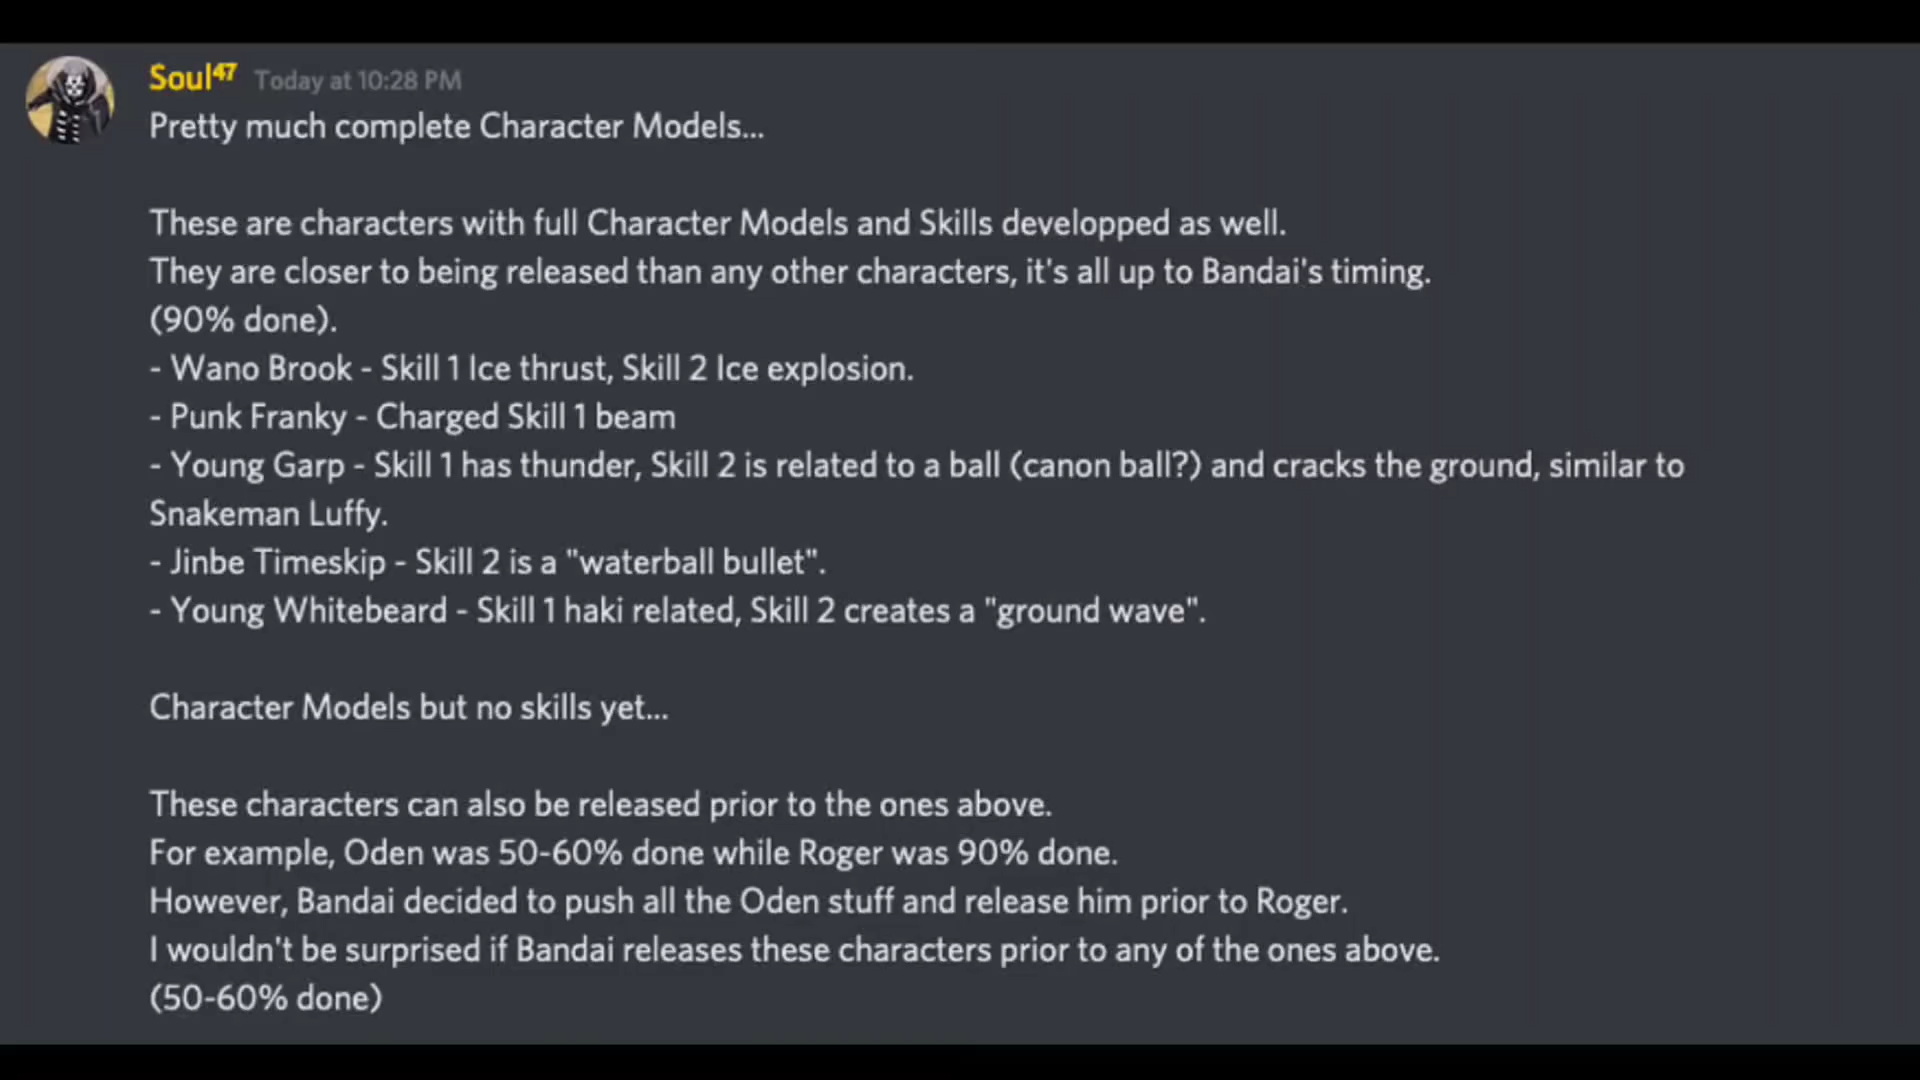 Soul⁴⁷ Today at 10:28 PM
Pretty much complete Character Models...
These are characters with full Character Models and Skills developped as well.
They are closer to being released than any other characters, it's all up to Bandai's timing.
(90% done).
- Wano Brook - Skill 1 Ice thrust, Skill 2 Ice explosion.
- Punk Franky - Charged Skill 1 beam
- Young Garp - Skill 1 has thunder, Skill 2 is related to a ball (canon ball?) and cracks the ground, similar to
Snakeman Luffy.
- Jinbe Timeskip - Skill 2 is a "waterball bullet".
- Young Whitebeard - Skill 1 haki related, Skill 2 creates a "ground wave".
Character Models but no skills yet...
These characters can also be released prior to the ones above.
For example, Oden was 50-60% done while Roger was 90% done.
However, Bandai decided to push all the Oden stuff and release him prior to Roger.
I wouldn't be surprised if Bandai releases these characters prior to any of the ones above.
(50-60% done)